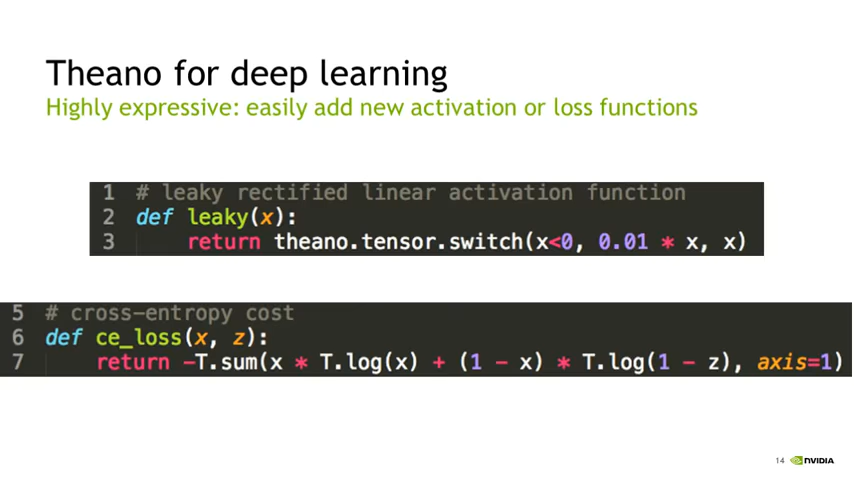 Theano for deep learning
Highly expressive: easily add new activation or loss functions
1 # leaky rectified linear activation function
2 def leaky(x):
3 return theano.tensor.switch(x<0, 0.01 * x, x)
5 # cross-entropy cost
6 def ce_loss(x, z):
7 return -T.sum(x * T.log(x) + (1 - x) * T.log(1 - z), axis=1)
14 NVIDIA